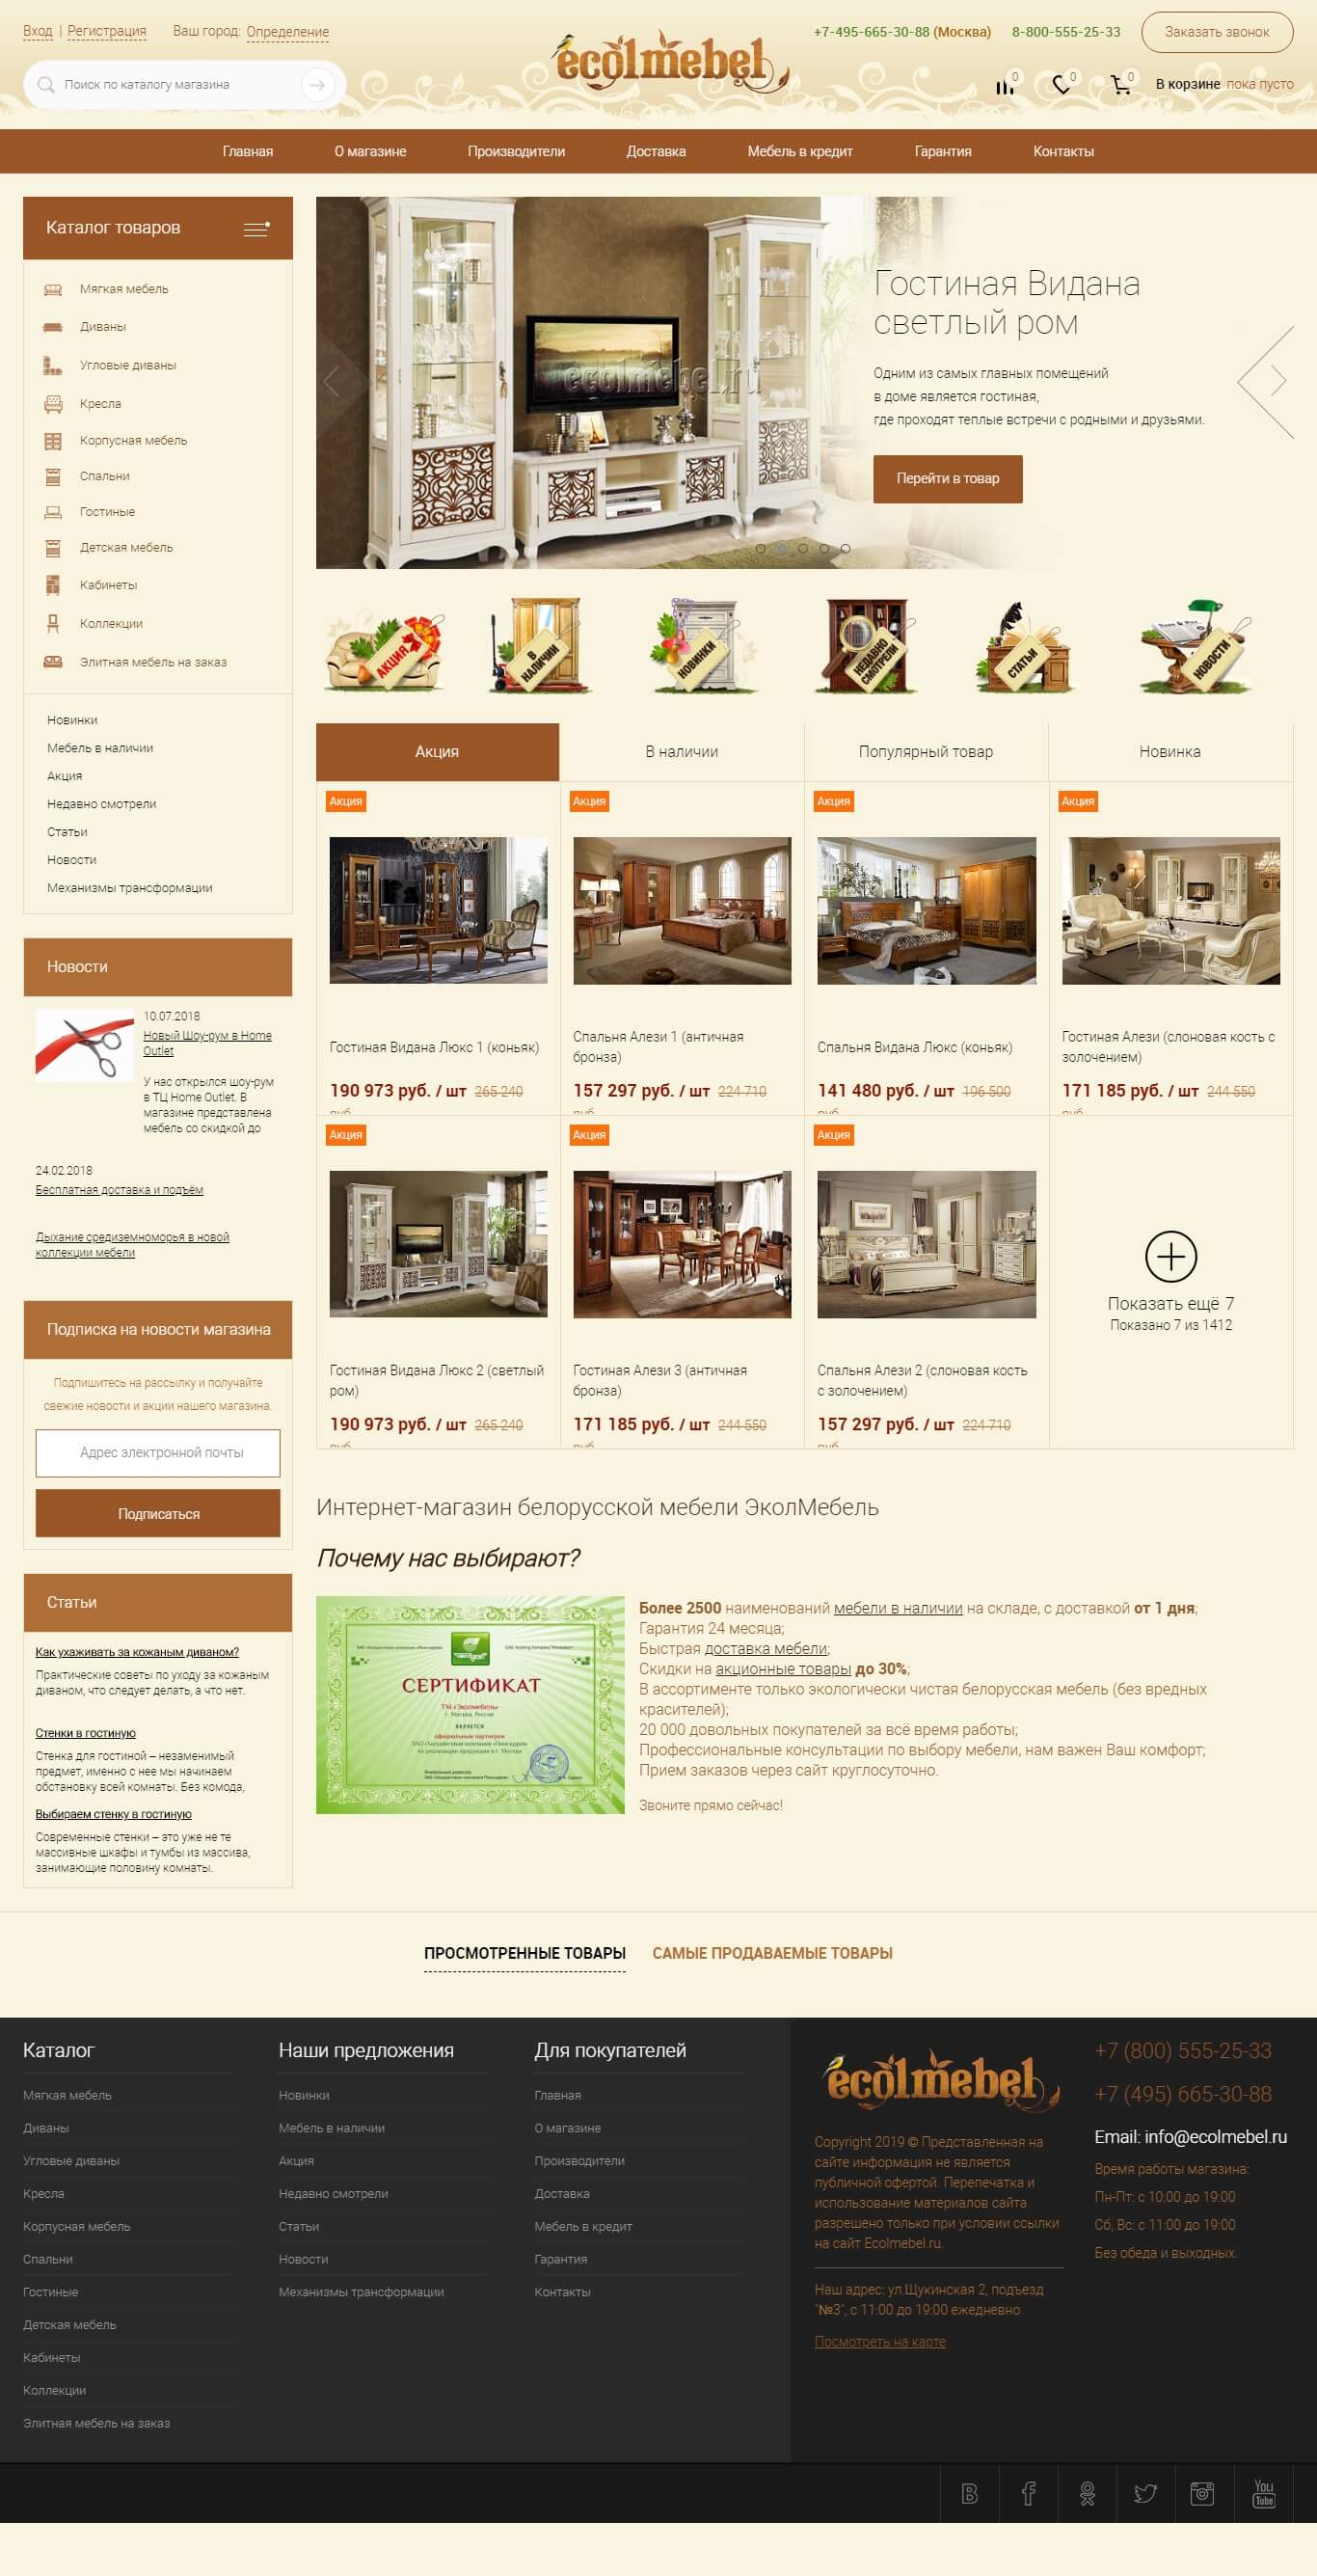 Вход | Регистрация Ваш город: Определение
Поиск по каталогу магазина
ecolmebel
+7-495-665-30-88 (Москва) 8-800-555-25-33 Заказать звонок
0 0 0 В корзине пока пусто
Главная О магазине Производители Доставка Мебель в кредит Гарантия Контакты
Каталог товаров
Мягкая мебель
Диваны
Угловые диваны
Кресла
Корпусная мебель
Спальни
Гостиные
Детская мебель
Кабинеты
Коллекции
Элитная мебель на заказ
Новинки
Мебель в наличии
Акция
Недавно смотрели
Статьи
Новости
Механизмы трансформации
Новости
10.07.2018
Новый Шоу-рум в Home
Outlet
У нас открылся шоу-рум
в ТЦ Home Outlet. В
магазине представлена
мебель со скидкой до
24.02.2018
Бесплатная доставка и подъём
Дыхание средиземноморья в новой
коллекции мебели
Подписка на новости магазина
Подпишитесь на рассылку и получайте
свежие новости и акции нашего магазина.
Адрес электронной почты
Подписаться
Статьи
Как ухаживать за кожаным диваном?
Практические советы по уходу за кожаным
диваном, что следует делать, а что нет.
Стенки в гостиную
Стенка для гостиной – незаменимый
предмет, именно с нее мы начинаем
обстановку всей комнаты. Без комода,
Выбираем стенку в гостиную
Современные стенки – это уже не те
массивные шкафы и тумбы из массива,
занимающие половину комнаты.
ecolmebel.ru
Гостиная Видана
светлый ром
Одним из самых главных помещений
в доме является гостиная,
где проходят теплые встречи с родными и друзьями.
Перейти в товар
АКЦИЯ
В НАЛИЧИИ
НОВИНКИ
НЕДАВНО СМОТРЕЛИ
СТАТЬИ
НОВОСТИ
Акция В наличии Популярный товар Новинка
Акция Акция Акция Акция
Гостиная Видана Люкс 1 (коньяк)
190 973 руб. / шт 265 240
руб.
Спальня Алези 1 (античная
бронза)
157 297 руб. / шт 224 710
руб.
Спальня Видана Люкс (коньяк)
141 480 руб. / шт 196 500
руб.
Гостиная Алези (слоновая кость с
золочением)
171 185 руб. / шт 244 550
руб.
Акция Акция Акция
Гостиная Видана Люкс 2 (светлый
ром)
190 973 руб. / шт 265 240
руб.
Гостиная Алези 3 (античная
бронза)
171 185 руб. / шт 244 550
руб.
Спальня Алези 2 (слоновая кость
с золочением)
157 297 руб. / шт 224 710
руб.
Показать ещё 7
Показано 7 из 1412
Интернет-магазин белорусской мебели ЭколМебель
Почему нас выбирают?
СЕРТИФИКАТ
ТМ «Экомебель»
г. Москва, Россия
ЯВЛЯЕТСЯ
официальным партнером
Более 2500 наименований мебели в наличии на складе, с доставкой от 1 дня;
Гарантия 24 месяца;
Быстрая доставка мебели;
Скидки на акционные товары до 30%;
В ассортименте только экологически чистая белорусская мебель (без вредных
красителей);
20 000 довольных покупателей за всё время работы;
Профессиональные консультации по выбору мебели, нам важен Ваш комфорт;
Прием заказов через сайт круглосуточно.
Звоните прямо сейчас!
ПРОСМОТРЕННЫЕ ТОВАРЫ САМЫЕ ПРОДАВАЕМЫЕ ТОВАРЫ
Каталог
Мягкая мебель
Диваны
Угловые диваны
Кресла
Корпусная мебель
Спальни
Гостиные
Детская мебель
Кабинеты
Коллекции
Элитная мебель на заказ
Наши предложения
Новинки
Мебель в наличии
Акция
Недавно смотрели
Статьи
Новости
Механизмы трансформации
Для покупателей
Главная
О магазине
Производители
Доставка
Мебель в кредит
Гарантия
Контакты
ecolmebel
Copyright 2019 © Представленная на
сайте информация не является
публичной офертой. Перепечатка и
использование материалов сайта
разрешено только при условии ссылки
на сайт Ecolmebel.ru.
Наш адрес: ул.Щукинская 2, подъезд
"№3", с 11:00 до 19:00 ежедневно
Посмотреть на карте
+7 (800) 555-25-33
+7 (495) 665-30-88
Email: info@ecolmebel.ru
Время работы магазина:
Пн-Пт: с 10:00 до 19:00
Сб, Вс: с 11:00 до 19:00
Без обеда и выходных.
You
Tube